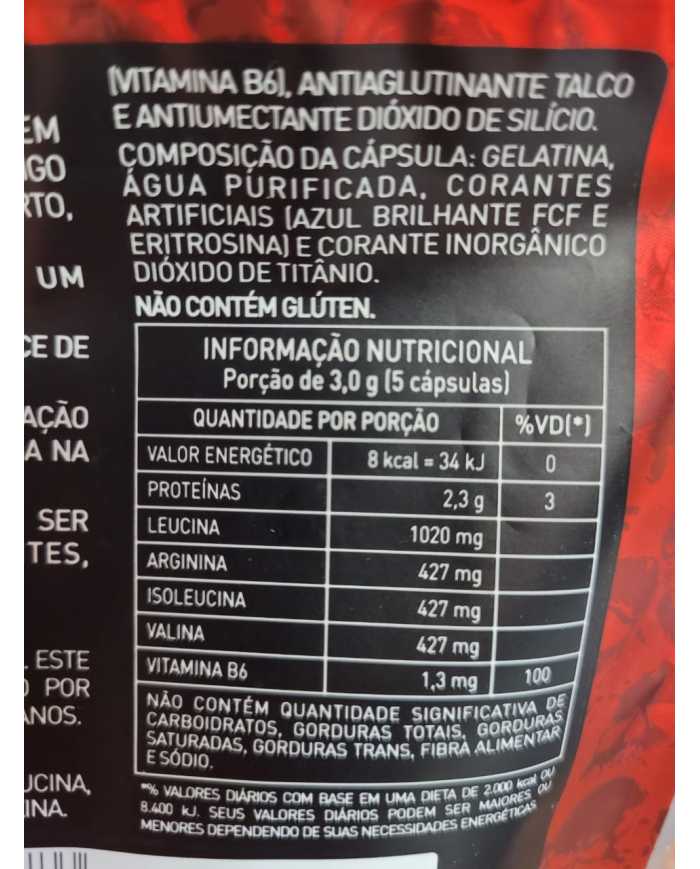 EM
GO
RTO,
UM
CE DE
AÇÃO
A NA
SER
TES,
. ESTE
O POR
ANOS.
UCINA,
INA.
(VITAMINA B6), ANTIAGLUTINANTE TALCO
E ANTIUMECTANTE DIÓXIDO DE SILÍCIO.
COMPOSIÇÃO DA CÁPSULA: GELATINA,
ÁGUA PURIFICADA, CORANTES
ARTIFICIAIS (AZUL BRILHANTE FCF E
ERITROSINA) E CORANTE INORGÂNICO
DIÓXIDO DE TITÂNIO.
NÃO CONTÉM GLÚTEN.
INFORMAÇÃO NUTRICIONAL
Porção de 3,0 g (5 cápsulas)
QUANTIDADE POR PORÇÃO %VD(*)
VALOR ENERGÉTICO 8 kcal = 34 kJ 0
PROTEÍNAS 2,3 g 3
LEUCINA 1020 mg
ARGININA 427 mg
ISOLEUCINA 427 mg
VALINA 427 mg
VITAMINA B6 1,3 mg 100
NÃO CONTÉM QUANTIDADE SIGNIFICATIVA DE
CARBOIDRATOS, GORDURAS TOTAIS, GORDURAS
SATURADAS, GORDURAS TRANS, FIBRA ALIMENTAR
E SÓDIO.
*% VALORES DIÁRIOS COM BASE EM UMA DIETA DE 2.000 kcal OU
8.400 kJ. SEUS VALORES DIÁRIOS PODEM SER MAIORES OU
MENORES DEPENDENDO DE SUAS NECESSIDADES ENERGÉTICAS